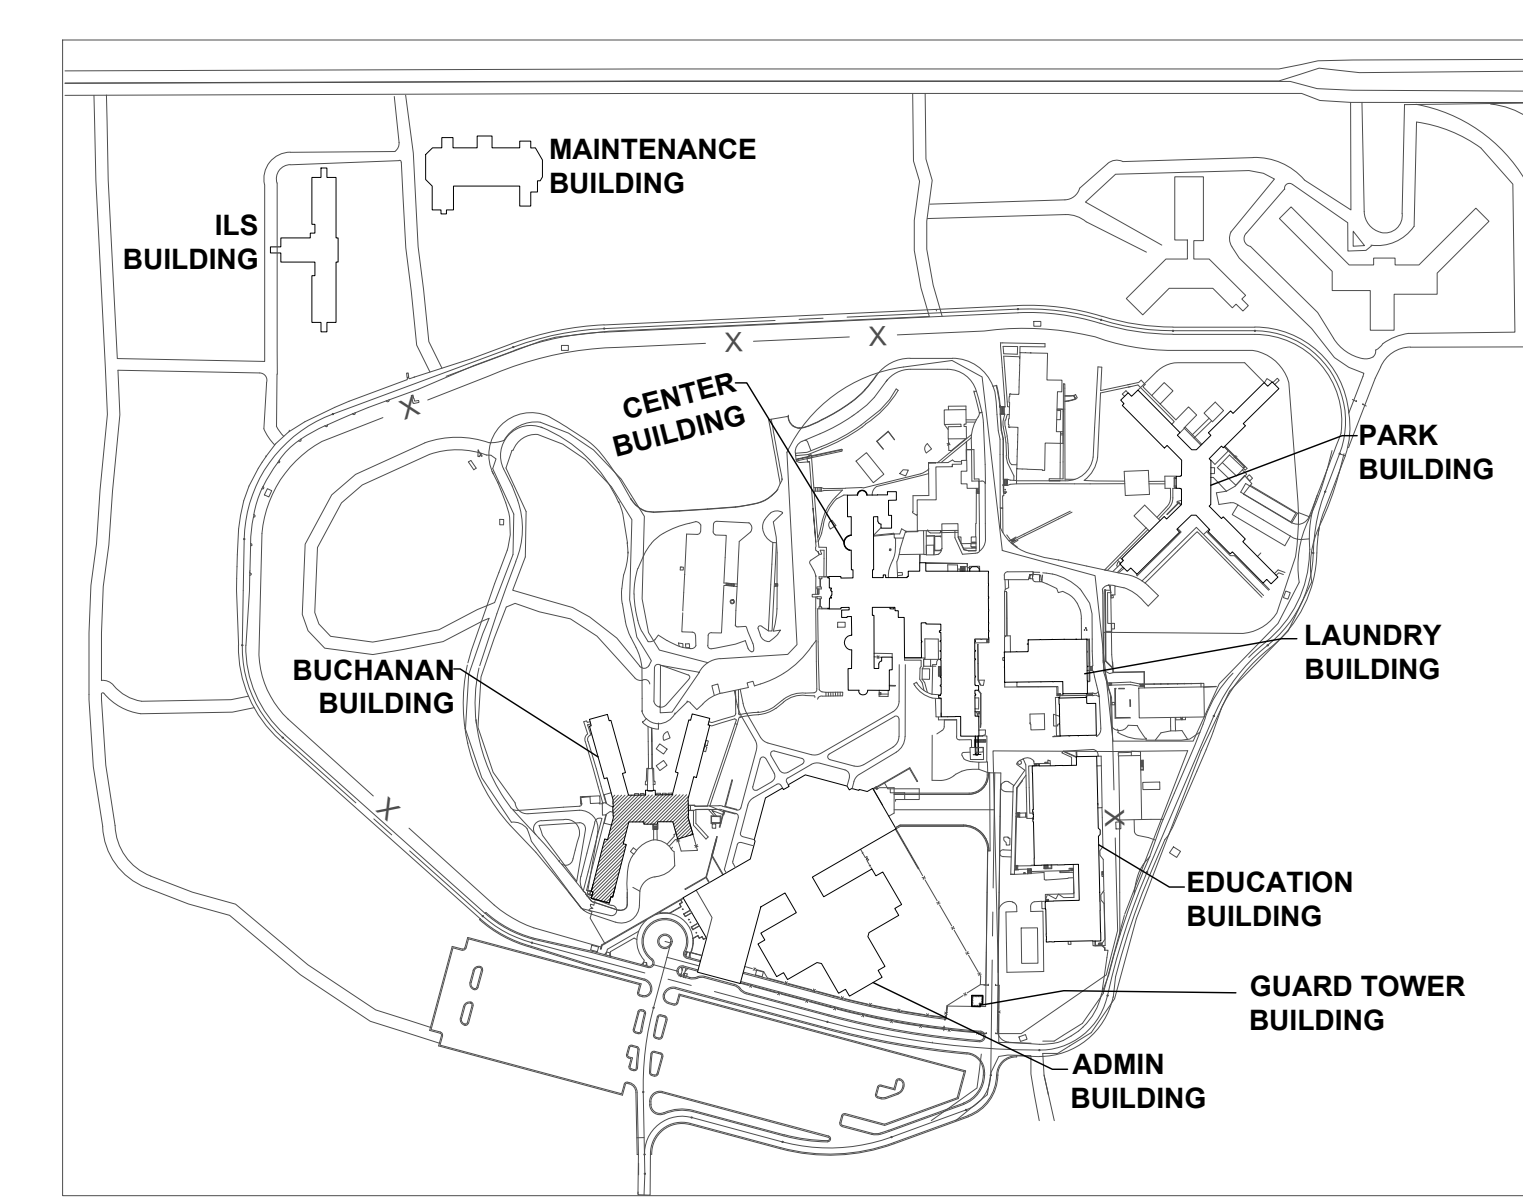 MAINTENANCE
BUILDING
ILS
BUILDING
CENTER
BUILDING
PARK
BUILDING
LAUNDRY
BUILDING
BUCHANAN
BUILDING
EDUCATION
BUILDING
GUARD TOWER
BUILDING
ADMIN
BUILDING
X
X
X
X
X